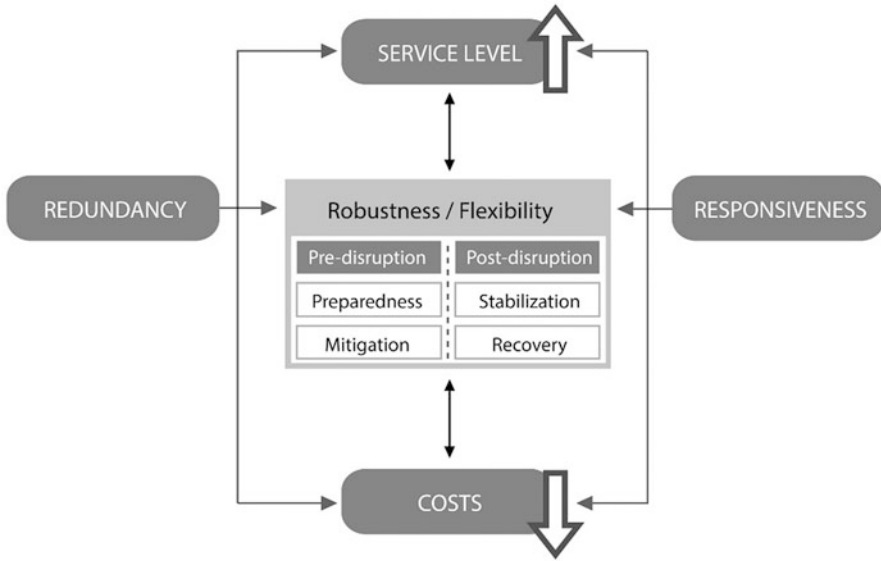 SERVICE LEVEL
REDUNDANCY
Robustness / Flexibility
RESPONSIVENESS
Pre-disruption
Post-disruption
Preparedness
Stabilization
Mitigation
Recovery
COSTS